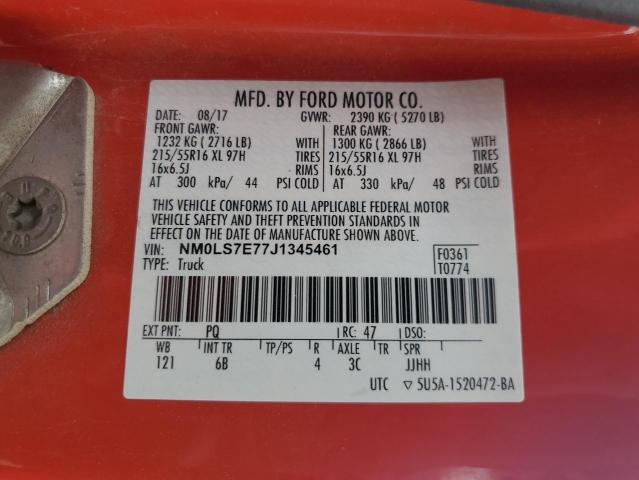 MFD. BY FORD MOTOR CO.
DATE: 08/17 GVWR: 2390 KG ( 5270 LB)
FRONT GAWR: REAR GAWR:
1232 KG ( 2716 LB) WITH 1300 KG ( 2866 LB) WITH
215/55R16 XL 97H TIRES 215/55R16 XL 97H TIRES
16x6.5J RIMS 16x6.5J RIMS
AT 300 kPa/ 44 PSI COLD AT 330 kPa/ 48 PSI COLD
THIS VEHICLE CONFORMS TO ALL APPLICABLE FEDERAL MOTOR
VEHICLE SAFETY AND THEFT PREVENTION STANDARDS IN
EFFECT ON THE DATE OF MANUFACTURE SHOWN ABOVE.
VIN: NM0LS7E77J1345461
TYPE: Truck
F0361
T0774
EXT PNT: PQ RC: 47 DSO:
WB INT TR TP/PS R AXLE TR SPR
121 6B 4 3C JJHH
UTC ▽ 5U5A-1520472-BA